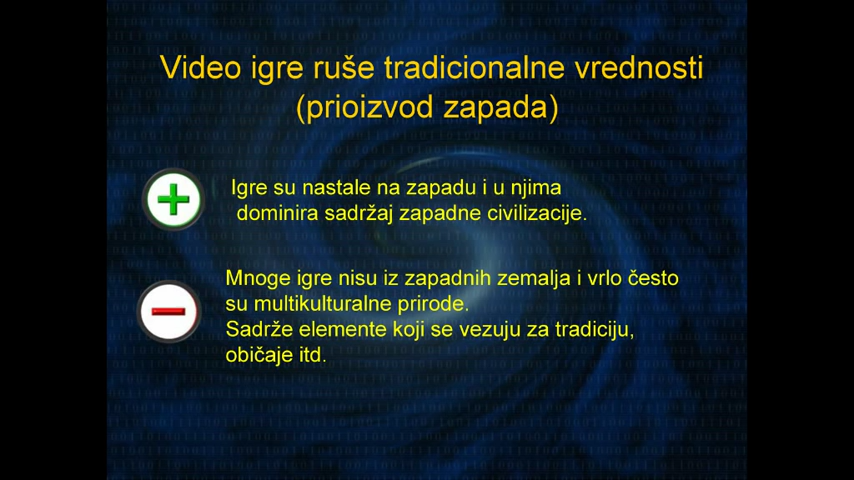 Video igre ruše tradicionalne vrednosti
(prioizvod zapada)
Igre su nastale na zapadu i u njima
dominira sadržaj zapadne civilizacije.
Mnoge igre nisu iz zapadnih zemalja i vrlo često
su multikulturalne prirode.
Sadrže elemente koji se vezuju za tradiciju,
običaje itd.